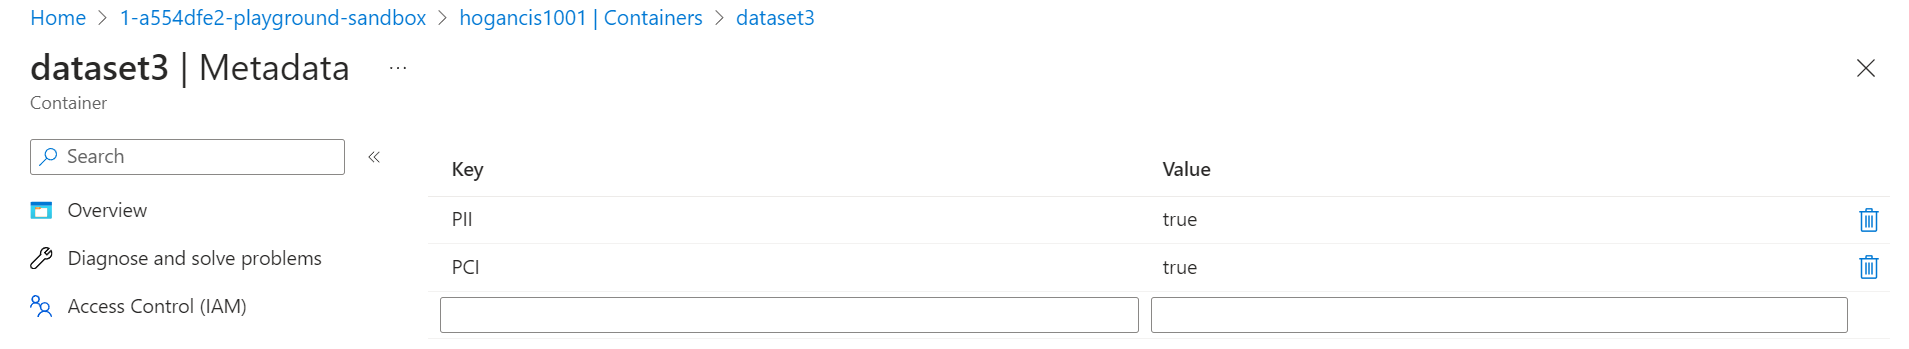 Home > 1-a554dfe2-playground-sandbox > hogancis1001 | Containers > dataset3
dataset3 | Metadata ...
Container
Search «
Key Value
Overview
PII true
Diagnose and solve problems
PCI true
Access Control (IAM)